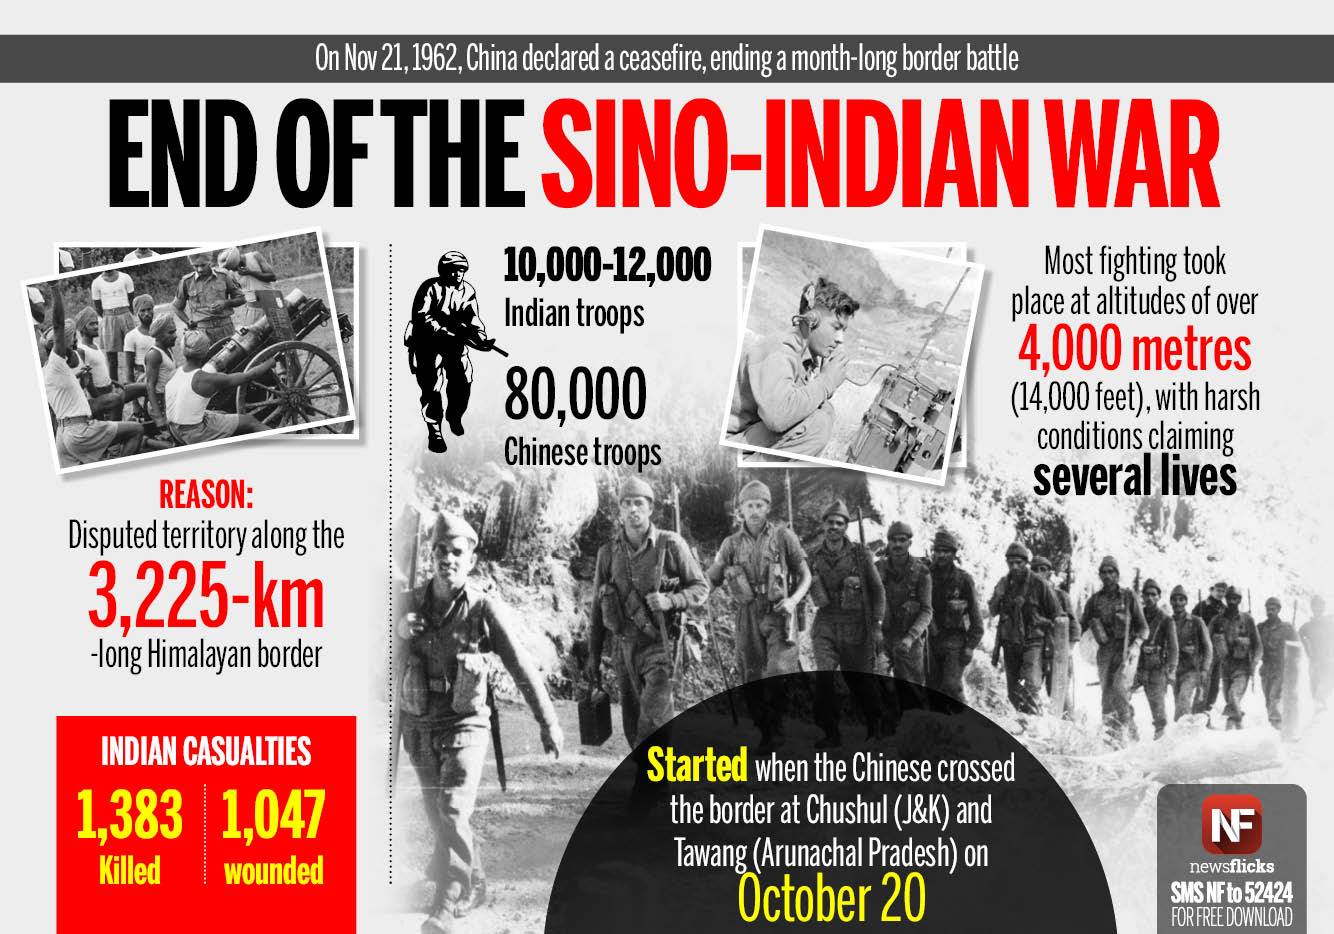 On Nov 21, 1962, China declared a ceasefire, ending a month-long border battle
END OF THE SINO-INDIAN WAR
REASON:
Disputed territory along the
3,225-km
-long Himalayan border
INDIAN CASUALTIES
1,383
Killed
1,047
wounded
10,000-12,000
Indian troops
80,000
Chinese troops
Most fighting took
place at altitudes of over
4,000 metres
(14,000 feet), with harsh
conditions claiming
several lives
Started when the Chinese crossed
the border at Chushul (J&K) and
Tawang (Arunachal Pradesh) on
October 20
NF
newsflicks
SMS NF to 52424
FOR FREE DOWNLOAD